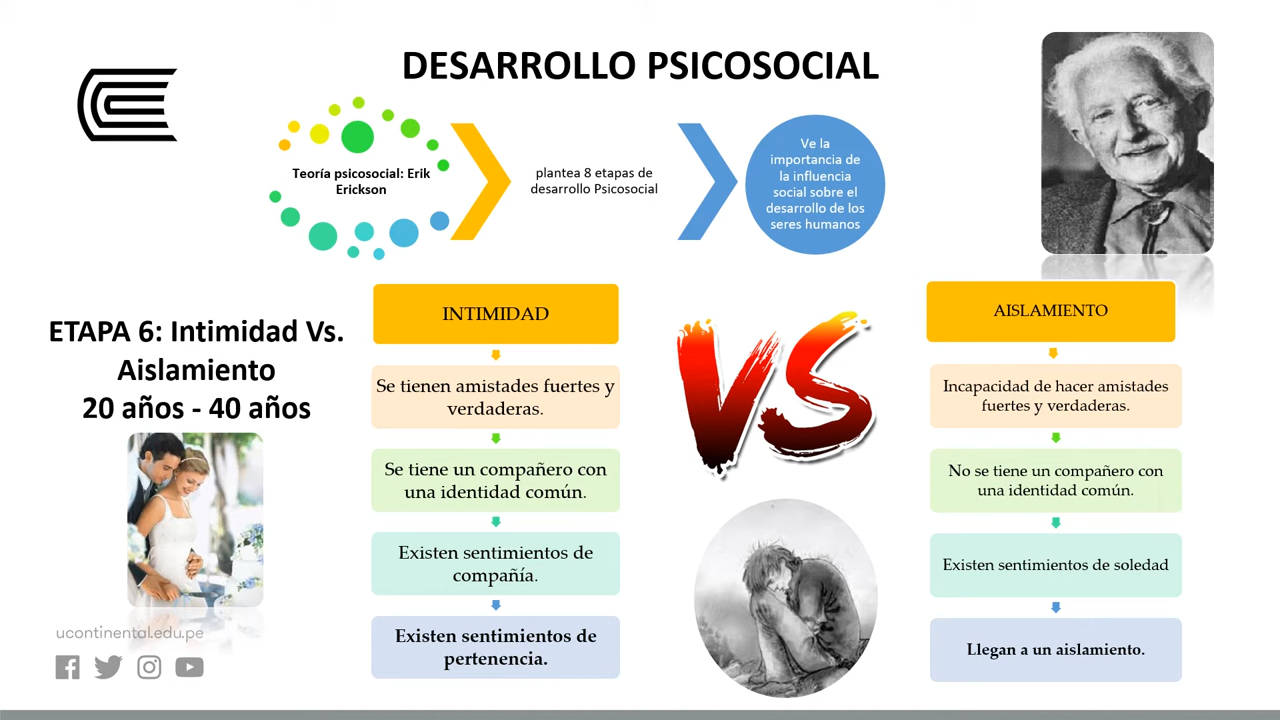 DESARROLLO PSICOSOCIAL
Teoría psicosocial: Erik
Erickson
plantea 8 etapas de
desarrollo Psicosocial
Ve la
importancia de
la influencia
social sobre el
desarrollo de los
seres humanos
ETAPA 6: Intimidad Vs.
Aislamiento
20 años - 40 años
INTIMIDAD
Se tienen amistades fuertes y
verdaderas.
Se tiene un compañero con
una identidad común.
Existen sentimientos de
compañía.
Existen sentimientos de
pertenencia.
VS
AISLAMIENTO
Incapacidad de hacer amistades
fuertes y verdaderas.
No se tiene un compañero con
una identidad común.
Existen sentimientos de soledad
Llegan a un aislamiento.
ucontinental.edu.pe